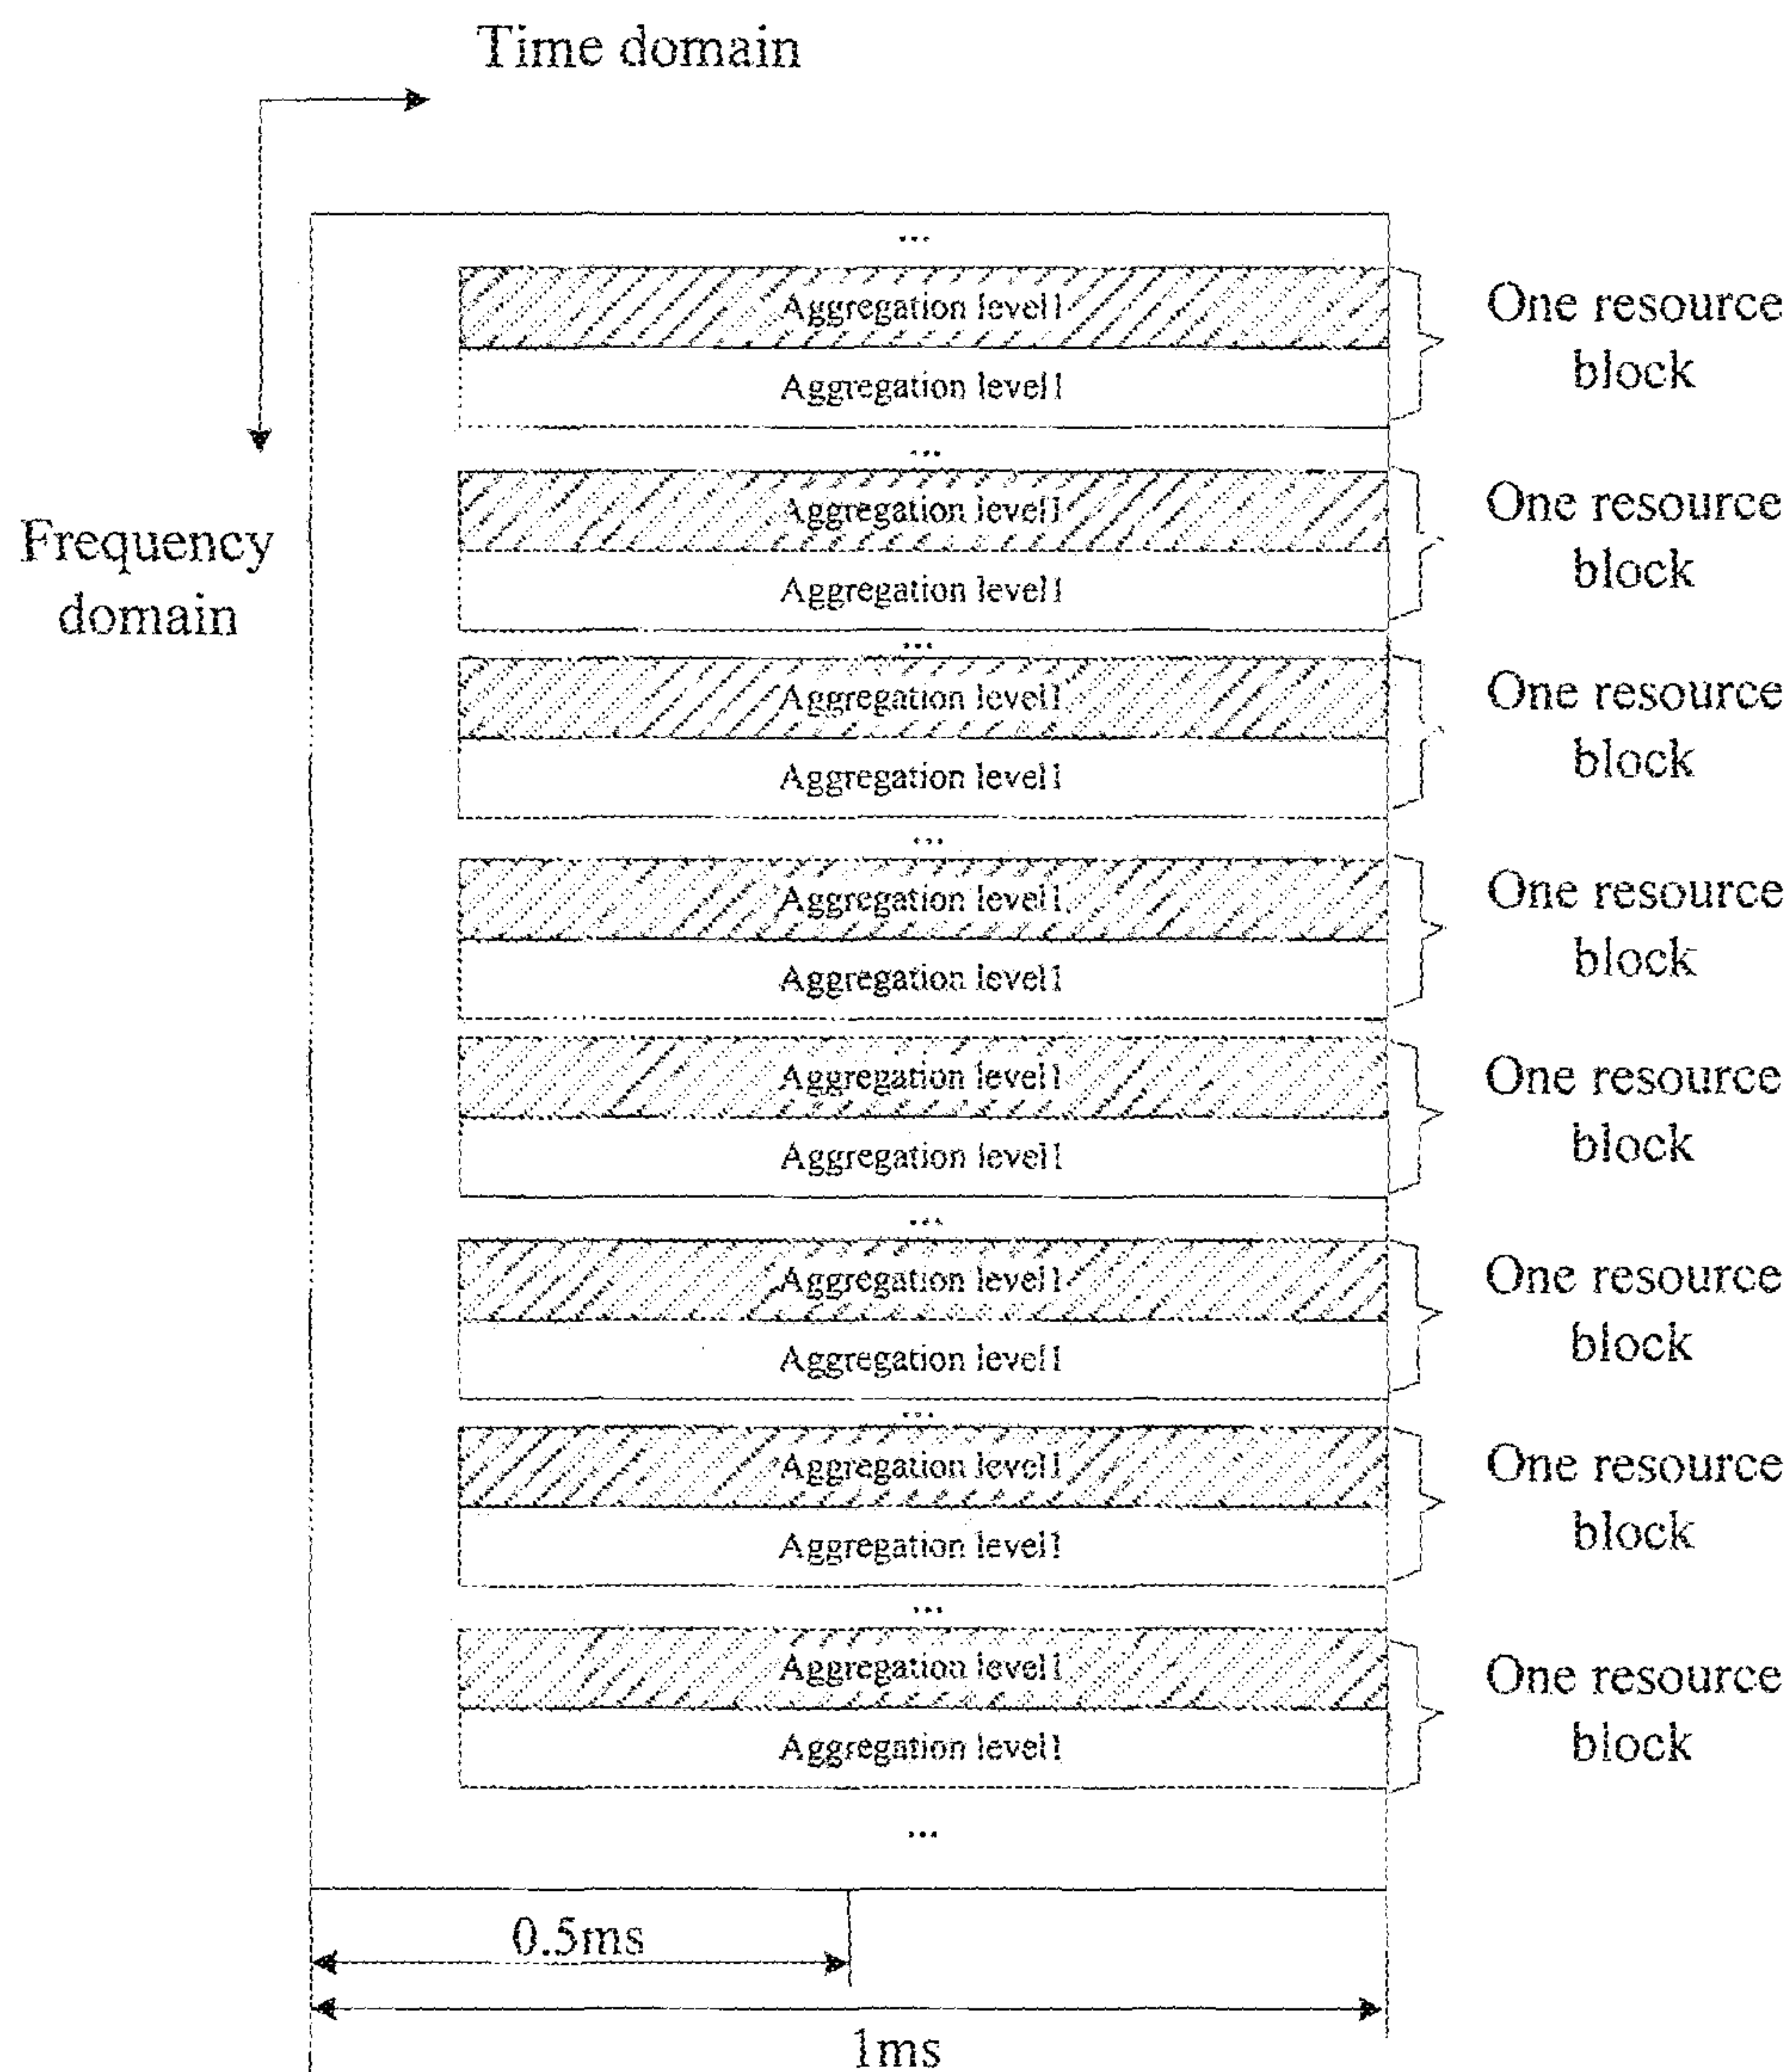 Time domain
Frequency
domain
...
Aggregation level1
Aggregation level1
One resource
block
...
Aggregation level1
Aggregation level1
One resource
block
...
Aggregation level1
Aggregation level1
One resource
block
...
Aggregation level1
Aggregation level1
One resource
block
Aggregation level1
Aggregation level1
One resource
block
...
Aggregation level1
Aggregation level1
One resource
block
...
Aggregation level1
Aggregation level1
One resource
block
...
Aggregation level1
Aggregation level1
One resource
block
...
0.5ms
1ms